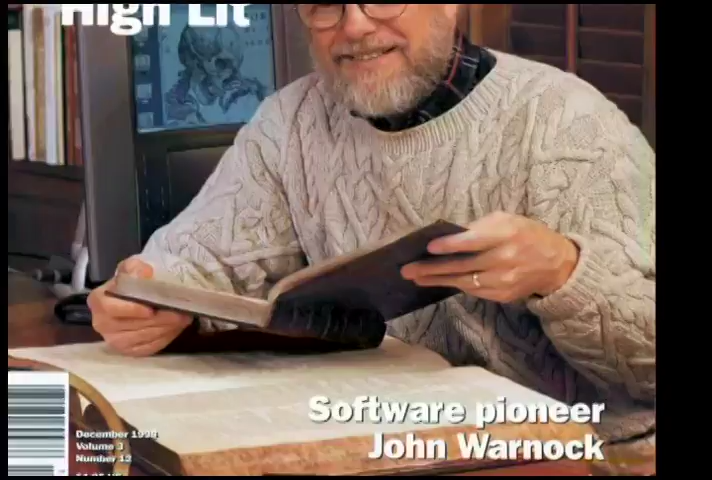 High Lit
Software pioneer
John Warnock
December 1998
Volume 3
Number 12